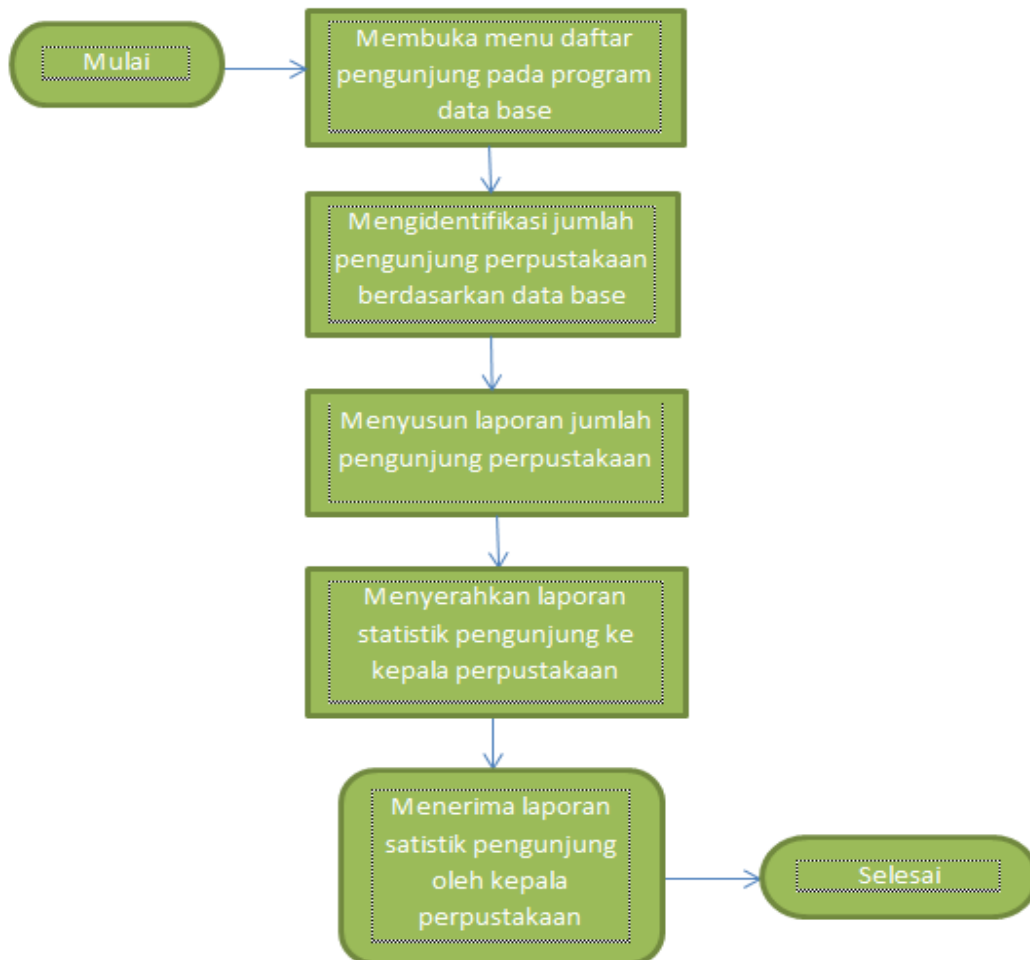 Mulai
Membuka menu daftar
pengunjung pada program
data base
Mengidentifikasi jumlah
pengunjung perpustakaan
berdasarkan data base
Menyusun laporan jumlah
pengunjung perpustakaan
Menyerahkan laporan
statistik pengunjung ke
kepala perpustakaan
Menerima laporan
satistik pengunjung
oleh kepala
perpustakaan
Selesai